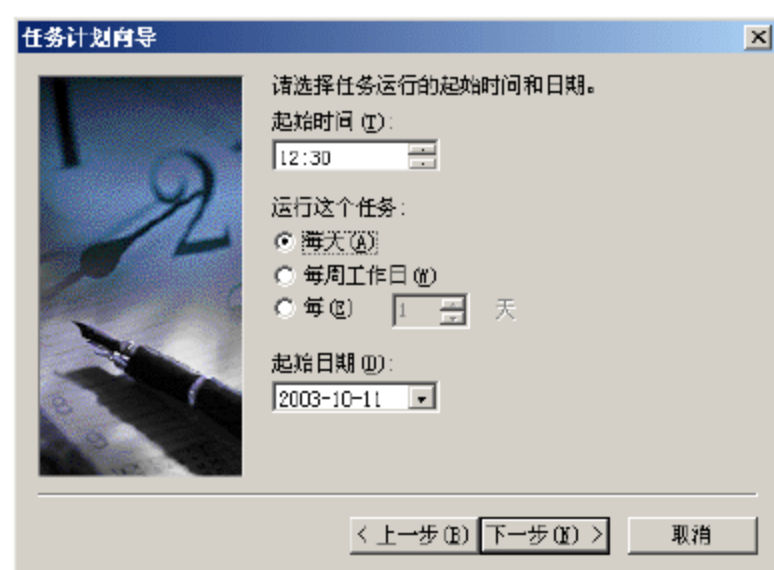 任务计划向导
请选择任务运行的起始时间和日期。
起始时间(T):
12:30
运行这个任务:
每天(A)
每周工作日(W)
每(E) 1 天
起始日期(D):
2003-10-11
< 上一步(B) 下一步(N) > 取消